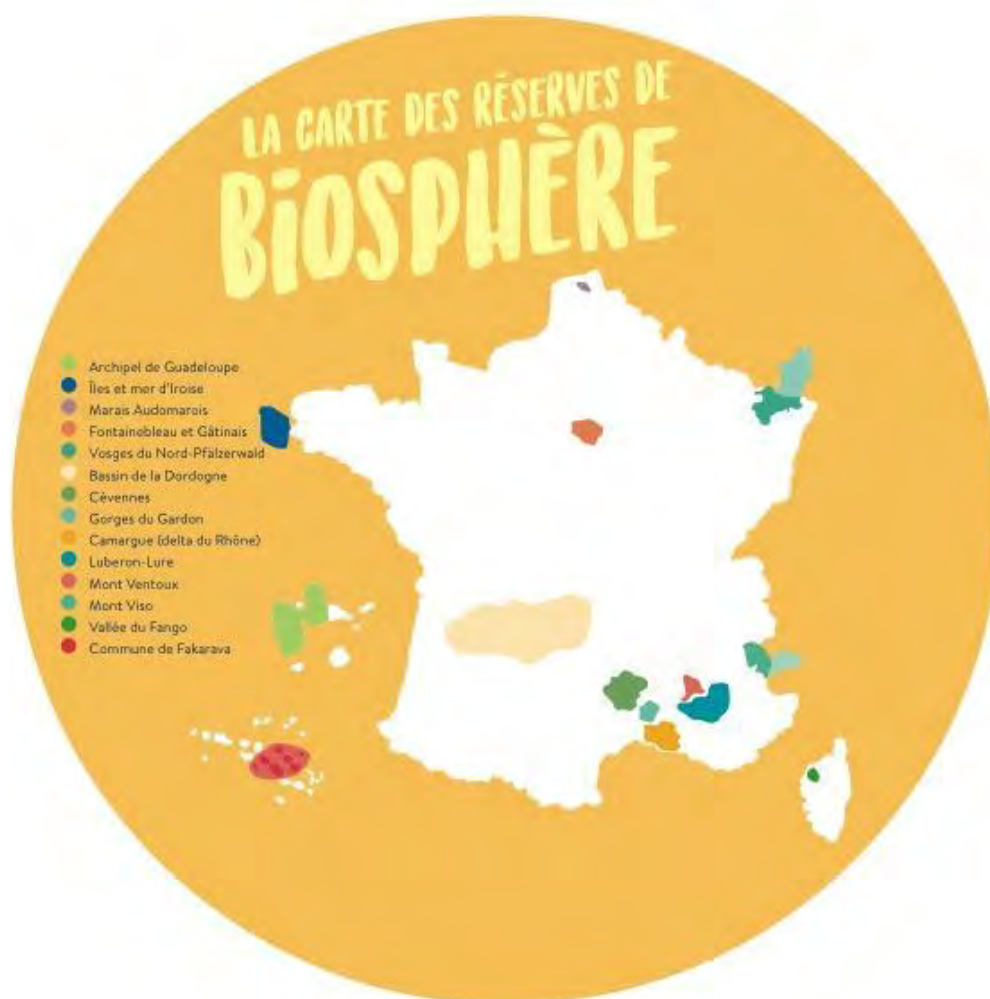 LA CARTE DES RÉSERVES DE
BIOSPHÈRE
Archipel de Guadeloupe
Îles et mer d'Iroise
Marais Audomarois
Fontainebleau et Gâtinais
Vosges du Nord-Pfälzerwald
Bassin de la Dordogne
Cévennes
Gorges du Gardon
Camargue (delta du Rhône)
Luberon-Lure
Mont Ventoux
Mont Viso
Vallée du Fango
Commune de Fakarava